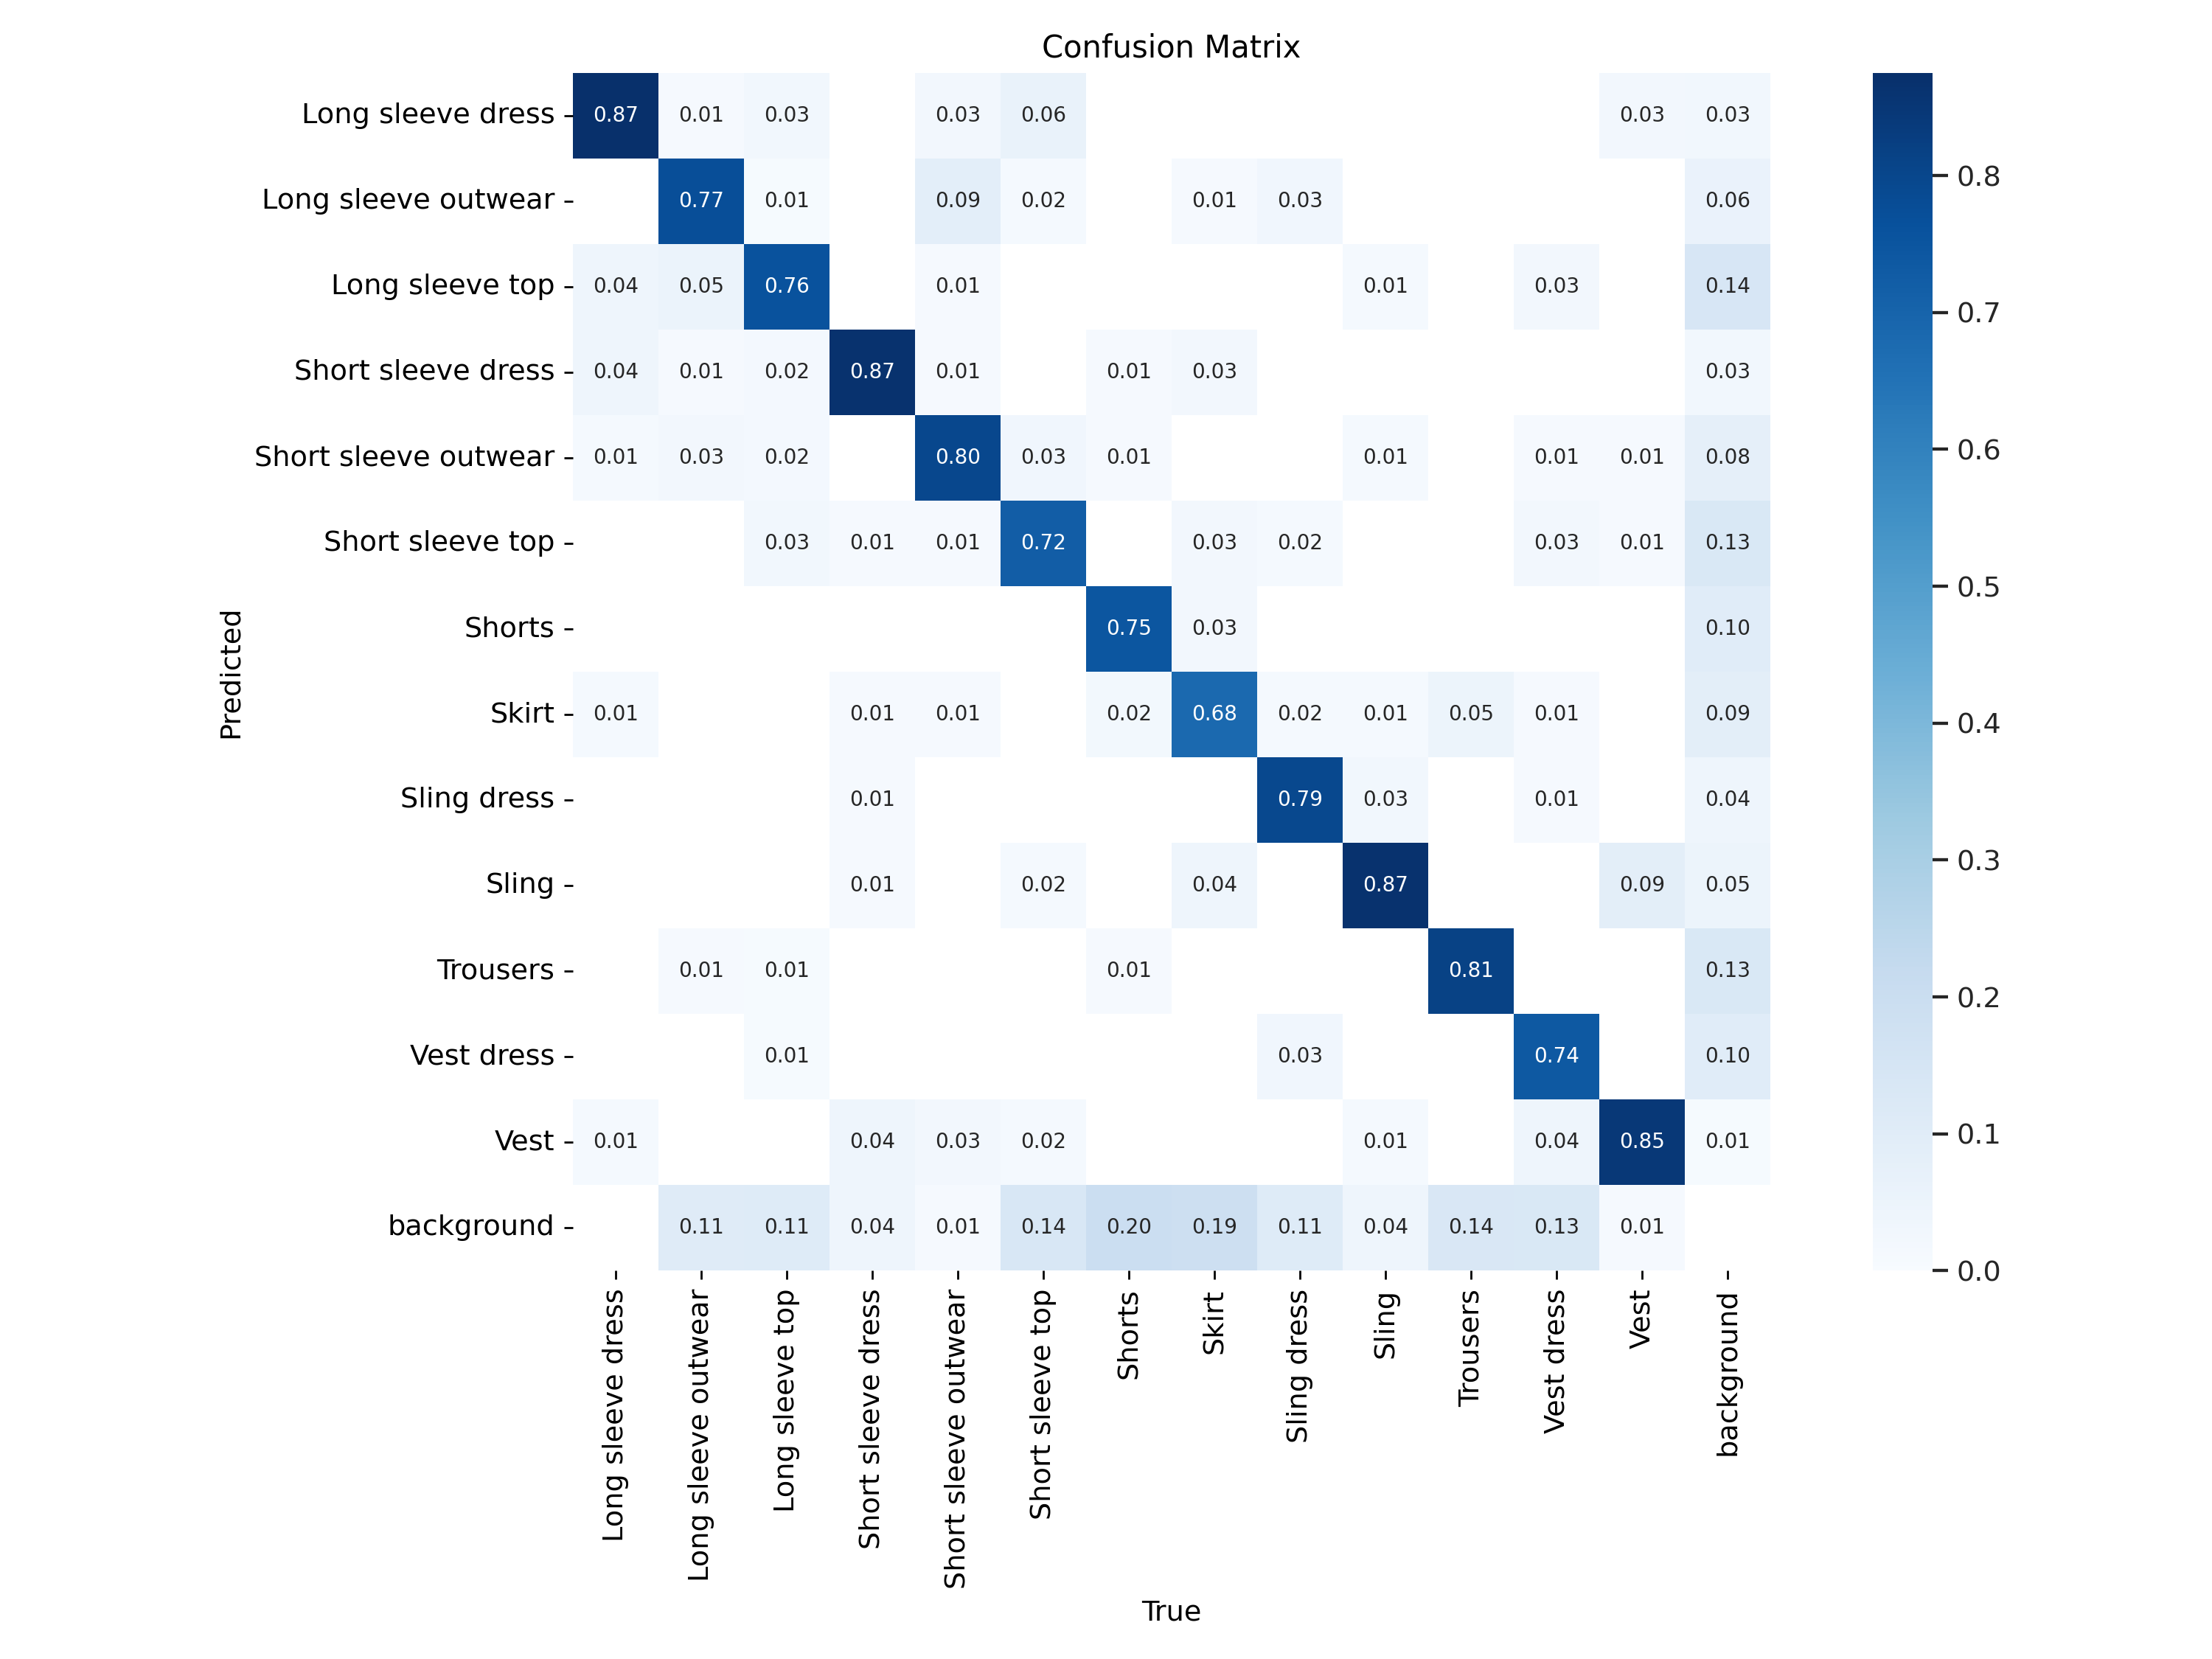 Confusion Matrix
Long sleeve dress 0.87 0.01 0.03 0.03 0.06 0.03 0.03
Long sleeve outwear 0.77 0.01 0.09 0.02 0.01 0.03 0.06
Long sleeve top 0.04 0.05 0.76 0.01 0.01 0.03 0.14
Short sleeve dress 0.04 0.01 0.02 0.87 0.01 0.01 0.03 0.03
Short sleeve outwear 0.01 0.03 0.02 0.80 0.03 0.01 0.01 0.01 0.01 0.08
Short sleeve top 0.03 0.01 0.01 0.72 0.03 0.02 0.03 0.01 0.13
Shorts 0.75 0.03 0.10
Skirt 0.01 0.01 0.01 0.02 0.68 0.02 0.01 0.05 0.01 0.09
Sling dress 0.01 0.79 0.03 0.01 0.04
Sling 0.01 0.02 0.04 0.87 0.09 0.05
Trousers 0.01 0.01 0.01 0.81 0.13
Vest dress 0.01 0.03 0.74 0.10
Vest 0.01 0.04 0.03 0.02 0.01 0.04 0.85 0.01
background 0.11 0.11 0.04 0.01 0.14 0.20 0.19 0.11 0.04 0.14 0.13 0.01
Predicted
Long sleeve dress
Long sleeve outwear
Long sleeve top
Short sleeve dress
Short sleeve outwear
Short sleeve top
Shorts
Skirt
Sling dress
Sling
Trousers
Vest dress
Vest
background
True
0.8
0.7
0.6
0.5
0.4
0.3
0.2
0.1
0.0